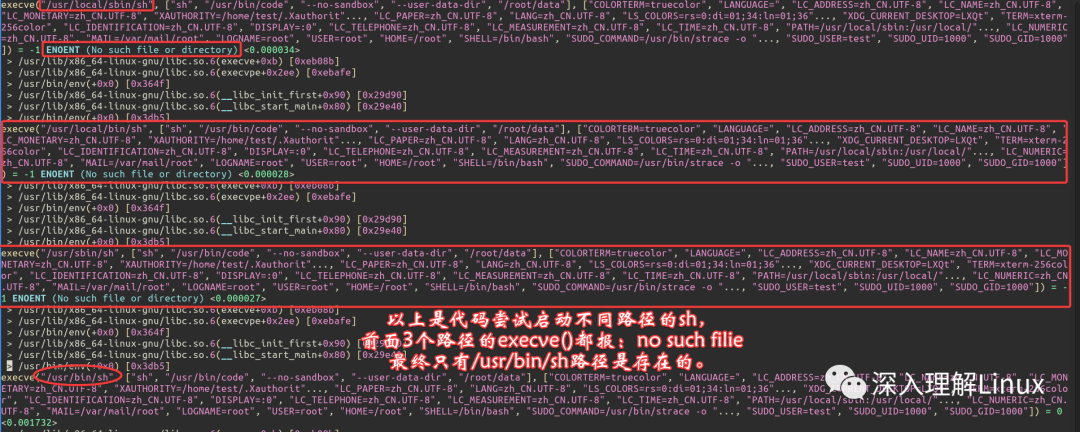 execve("/usr/local/sbin/sh", ["sh", "/usr/bin/code", "--no-sandbox", "--user-data-dir", "/root/data"], ["COLORTERM=truecolor", "LANGUAGE=", "LC_ADDRESS=zh_CN.UTF-8", "LC_NAME=zh_CN.UTF-8",
"LC_MONETARY=zh_CN.UTF-8", "XAUTHORITY=/home/test/.Xauthorit"..., "LC_PAPER=zh_CN.UTF-8", "LANG=zh_CN.UTF-8", "LS_COLORS=rs=0:di=01;34:ln=01;36"..., "XDG_CURRENT_DESKTOP=LXQt", "TERM=xterm-
256color", "LC_IDENTIFICATION=zh_CN.UTF-8", "DISPLAY=:0", "LC_TELEPHONE=zh_CN.UTF-8", "LC_MEASUREMENT=zh_CN.UTF-8", "LC_TIME=zh_CN.UTF-8", "PATH=/usr/local/sbin:/usr/local/"..., "LC_NUMERIC
=zh_CN.UTF-8", "MAIL=/var/mail/root", "LOGNAME=root", "USER=root", "HOME=/root", "SHELL=/bin/bash", "SUDO_COMMAND=/usr/bin/strace -o "..., "SUDO_USER=test", "SUDO_UID=1000", "SUDO_GID=1000"
]) = -1 ENOENT (No such file or directory) <0.000034>
> /usr/lib/x86_64-linux-gnu/libc.so.6(execve+0xb) [0xeb08b]
> /usr/lib/x86_64-linux-gnu/libc.so.6(execvpe+0x2ee) [0xebafe]
> /usr/bin/env(+0x0) [0x364f]
> /usr/lib/x86_64-linux-gnu/libc.so.6(__libc_init_first+0x90) [0x29d90]
> /usr/lib/x86_64-linux-gnu/libc.so.6(__libc_start_main+0x80) [0x29e40]
> /usr/bin/env(+0x0) [0x3db5]
execve("/usr/local/bin/sh", ["sh", "/usr/bin/code", "--no-sandbox", "--user-data-dir", "/root/data"], ["COLORTERM=truecolor", "LANGUAGE=", "LC_ADDRESS=zh_CN.UTF-8", "LC_NAME=zh_CN.UTF-8",
LC_MONETARY=zh_CN.UTF-8", "XAUTHORITY=/home/test/.Xauthorit"..., "LC_PAPER=zh_CN.UTF-8", "LANG=zh_CN.UTF-8", "LS_COLORS=rs=0:di=01;34:ln=01;36"..., "XDG_CURRENT_DESKTOP=LXQt", "TERM=xterm-2
56color", "LC_IDENTIFICATION=zh_CN.UTF-8", "DISPLAY=:0", "LC_TELEPHONE=zh_CN.UTF-8", "LC_MEASUREMENT=zh_CN.UTF-8", "LC_TIME=zh_CN.UTF-8", "PATH=/usr/local/sbin:/usr/local/"..., "LC_NUMERIC=
zh_CN.UTF-8", "MAIL=/var/mail/root", "LOGNAME=root", "USER=root", "HOME=/root", "SHELL=/bin/bash", "SUDO_COMMAND=/usr/bin/strace -o "..., "SUDO_USER=test", "SUDO_UID=1000", "SUDO_GID=1000"]
) = -1 ENOENT (No such file or directory) <0.000028>
> /usr/lib/x86_64-linux-gnu/libc.so.6(execve+0xb) [0xeb08b]
> /usr/lib/x86_64-linux-gnu/libc.so.6(execvpe+0x2ee) [0xebafe]
> /usr/bin/env(+0x0) [0x364f]
> /usr/lib/x86_64-linux-gnu/libc.so.6(__libc_init_first+0x90) [0x29d90]
> /usr/lib/x86_64-linux-gnu/libc.so.6(__libc_start_main+0x80) [0x29e40]
> /usr/bin/env(+0x0) [0x3db5]
execve("/usr/sbin/sh", ["sh", "/usr/bin/code", "--no-sandbox", "--user-data-dir", "/root/data"], ["COLORTERM=truecolor", "LANGUAGE=", "LC_ADDRESS=zh_CN.UTF-8", "LC_NAME=zh_CN.UTF-8", "LC_MO
NETARY=zh_CN.UTF-8", "XAUTHORITY=/home/test/.Xauthorit"..., "LC_PAPER=zh_CN.UTF-8", "LANG=zh_CN.UTF-8", "LS_COLORS=rs=0:di=01;34:ln=01;36"..., "XDG_CURRENT_DESKTOP=LXQt", "TERM=xterm-256col
or", "LC_IDENTIFICATION=zh_CN.UTF-8", "DISPLAY=:0", "LC_TELEPHONE=zh_CN.UTF-8", "LC_MEASUREMENT=zh_CN.UTF-8", "LC_TIME=zh_CN.UTF-8", "PATH=/usr/local/sbin:/usr/local/"..., "LC_NUMERIC=zh_CN
.UTF-8", "MAIL=/var/mail/root", "LOGNAME=root", "USER=root", "HOME=/root", "SHELL=/bin/bash", "SUDO_COMMAND=/usr/bin/strace -o "..., "SUDO_USER=test", "SUDO_UID=1000", "SUDO_GID=1000"]) = -
1 ENOENT (No such file or directory) <0.000027>
> /usr/lib/x86_64-linux-gnu/libc.so.6(execve+0xb) [0xeb08b]
> /usr/lib/x86_64-linux-gnu/libc.so.6(execvpe+0x2ee) [0xebafe]
> /usr/bin/env(+0x0) [0x364f]
> /usr/lib/x86_64-linux-gnu/libc.so.6(__libc_init_first+0x90) [0x29d90]
> /usr/lib/x86_64-linux-gnu/libc.so.6(__libc_start_main+0x80) [0x29e40]
> /usr/bin/env(+0x0) [0x3db5]
以上是代码尝试启动不同路径的sh,
前面3个路径的execve()都报：no such filie
最终只有/usr/bin/sh路径是存在的。
execve("/usr/bin/sh", ["sh", "/usr/bin/code", "--no-sandbox", "--user-data-dir", "/root/data"], ["COLORTERM=truecolor", "LANGUAGE=", "LC_ADDRESS=zh_CN.UTF-8",
ETARY=zh_CN.UTF-8", "XAUTHORITY=/home/test/.Xauthorit"..., "LC_PAPER=zh_CN.UTF-8", "LANG=zh_CN.UTF-8", "LS_COLORS=rs=0:di=01;34:ln=01;36"...,
", "LC_IDENTIFICATION=zh_CN.UTF-8", "DISPLAY=:0", "LC_TELEPHONE=zh_CN.UTF-8", "LC_MEASUREMENT=zh_CN.UTF-8", "LC_TIME=zh_CN.UTF-8", "PATH=/usr/local/sbin:/usr/local/"...,
UTF-8", "MAIL=/var/mail/root", "LOGNAME=root", "USER=root", "HOME=/root", "SHELL=/bin/bash", "SUDO_COMMAND=/usr/bin/strace -o "..., "SUDO_USER=test", "SUDO_UID=1000", "SUDO_GID=1000"]) = 0
<0.001732>
深入理解Linux